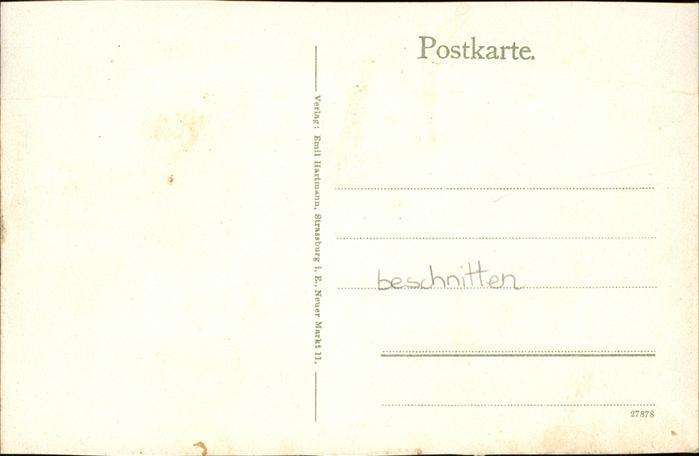 Postkarte.
Verlag: Emil Hartmann, Strassburg i. E., Neuer Markt 11.
beschnitten
27878